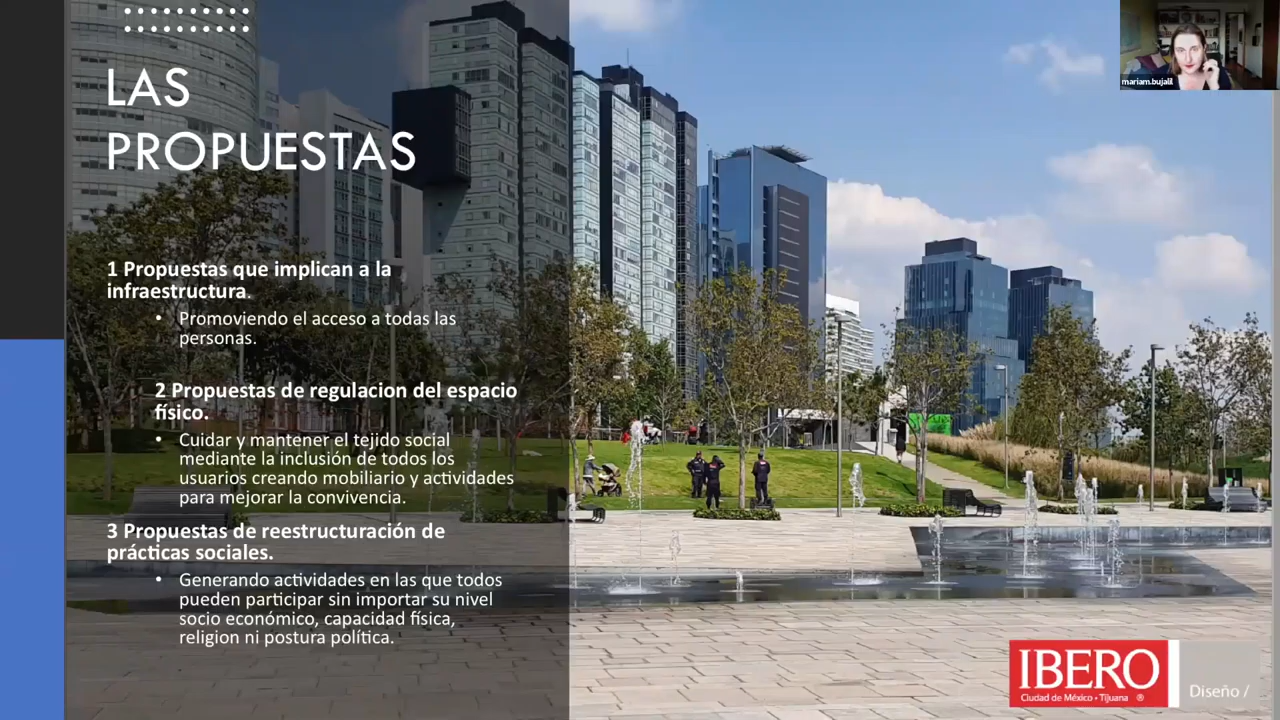 LAS
PROPUESTAS
1 Propuestas que implican a la
infraestructura.
• Promoviendo el acceso a todas las
personas.
2 Propuestas de regulacion del espacio
físico.
• Cuidar y mantener el tejido social
mediante la inclusión de todos los
usuarios creando mobiliario y actividades
para mejorar la convivencia.
3 Propuestas de reestructuración de
prácticas sociales.
• Generando actividades en las que todos
pueden participar sin importar su nivel
socio económico, capacidad física,
religion ni postura política.
mariam.bujalil
IBERO
Ciudad de México • Tijuana ®
Diseño /